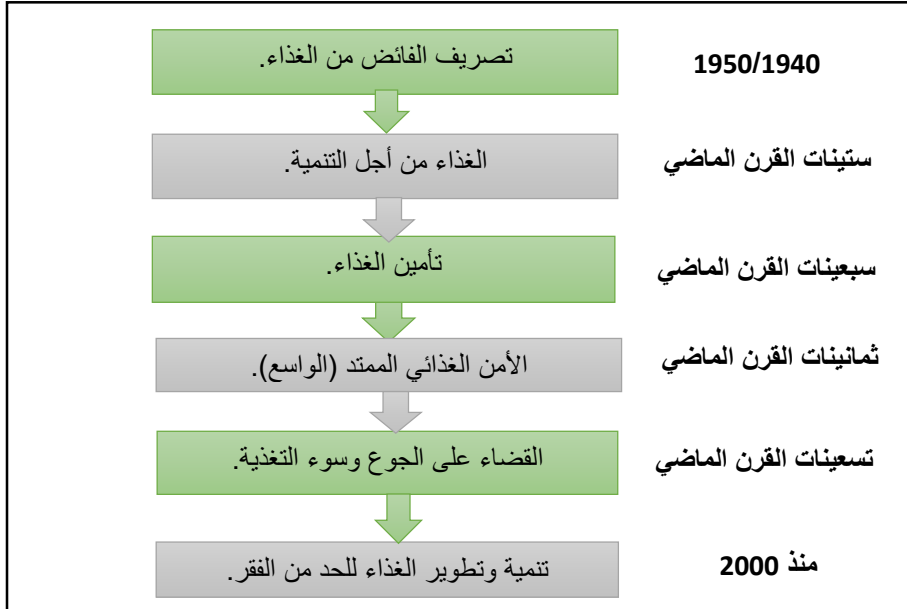 1950/1940
تصريف الفائض من الغذاء.
ستينات القرن الماضي
الغذاء من أجل التنمية.
سبعينات القرن الماضي
تأمين الغذاء.
ثمانينات القرن الماضي
الأمن الغذائي الممتد (الواسع).
تسعينات القرن الماضي
القضاء على الجوع وسوء التغذية.
منذ 2000
تنمية وتطوير الغذاء للحد من الفقر.